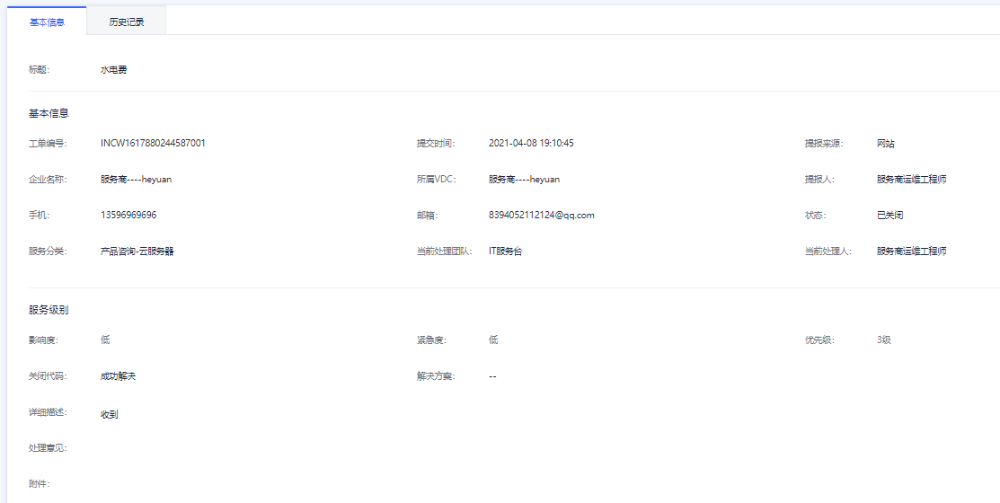 基本信息 历史记录
标题: 水电费
基本信息
工单编号: INCW1617880244587001 提交时间: 2021-04-08 19:10:45 提报来源: 网站
企业名称: 服务商----heyuan 所属VDC: 服务商----heyuan 提报人: 服务商运维工程师
手机: 13596969696 邮箱: 8394052112124@qq.com 状态: 已关闭
服务分类: 产品咨询-云服务器 当前处理团队: IT服务台 当前处理人: 服务商运维工程师
服务级别
影响度: 低 紧急度: 低 优先级: 3级
关闭代码: 成功解决 解决方案: --
详细描述: 收到
处理意见:
附件: